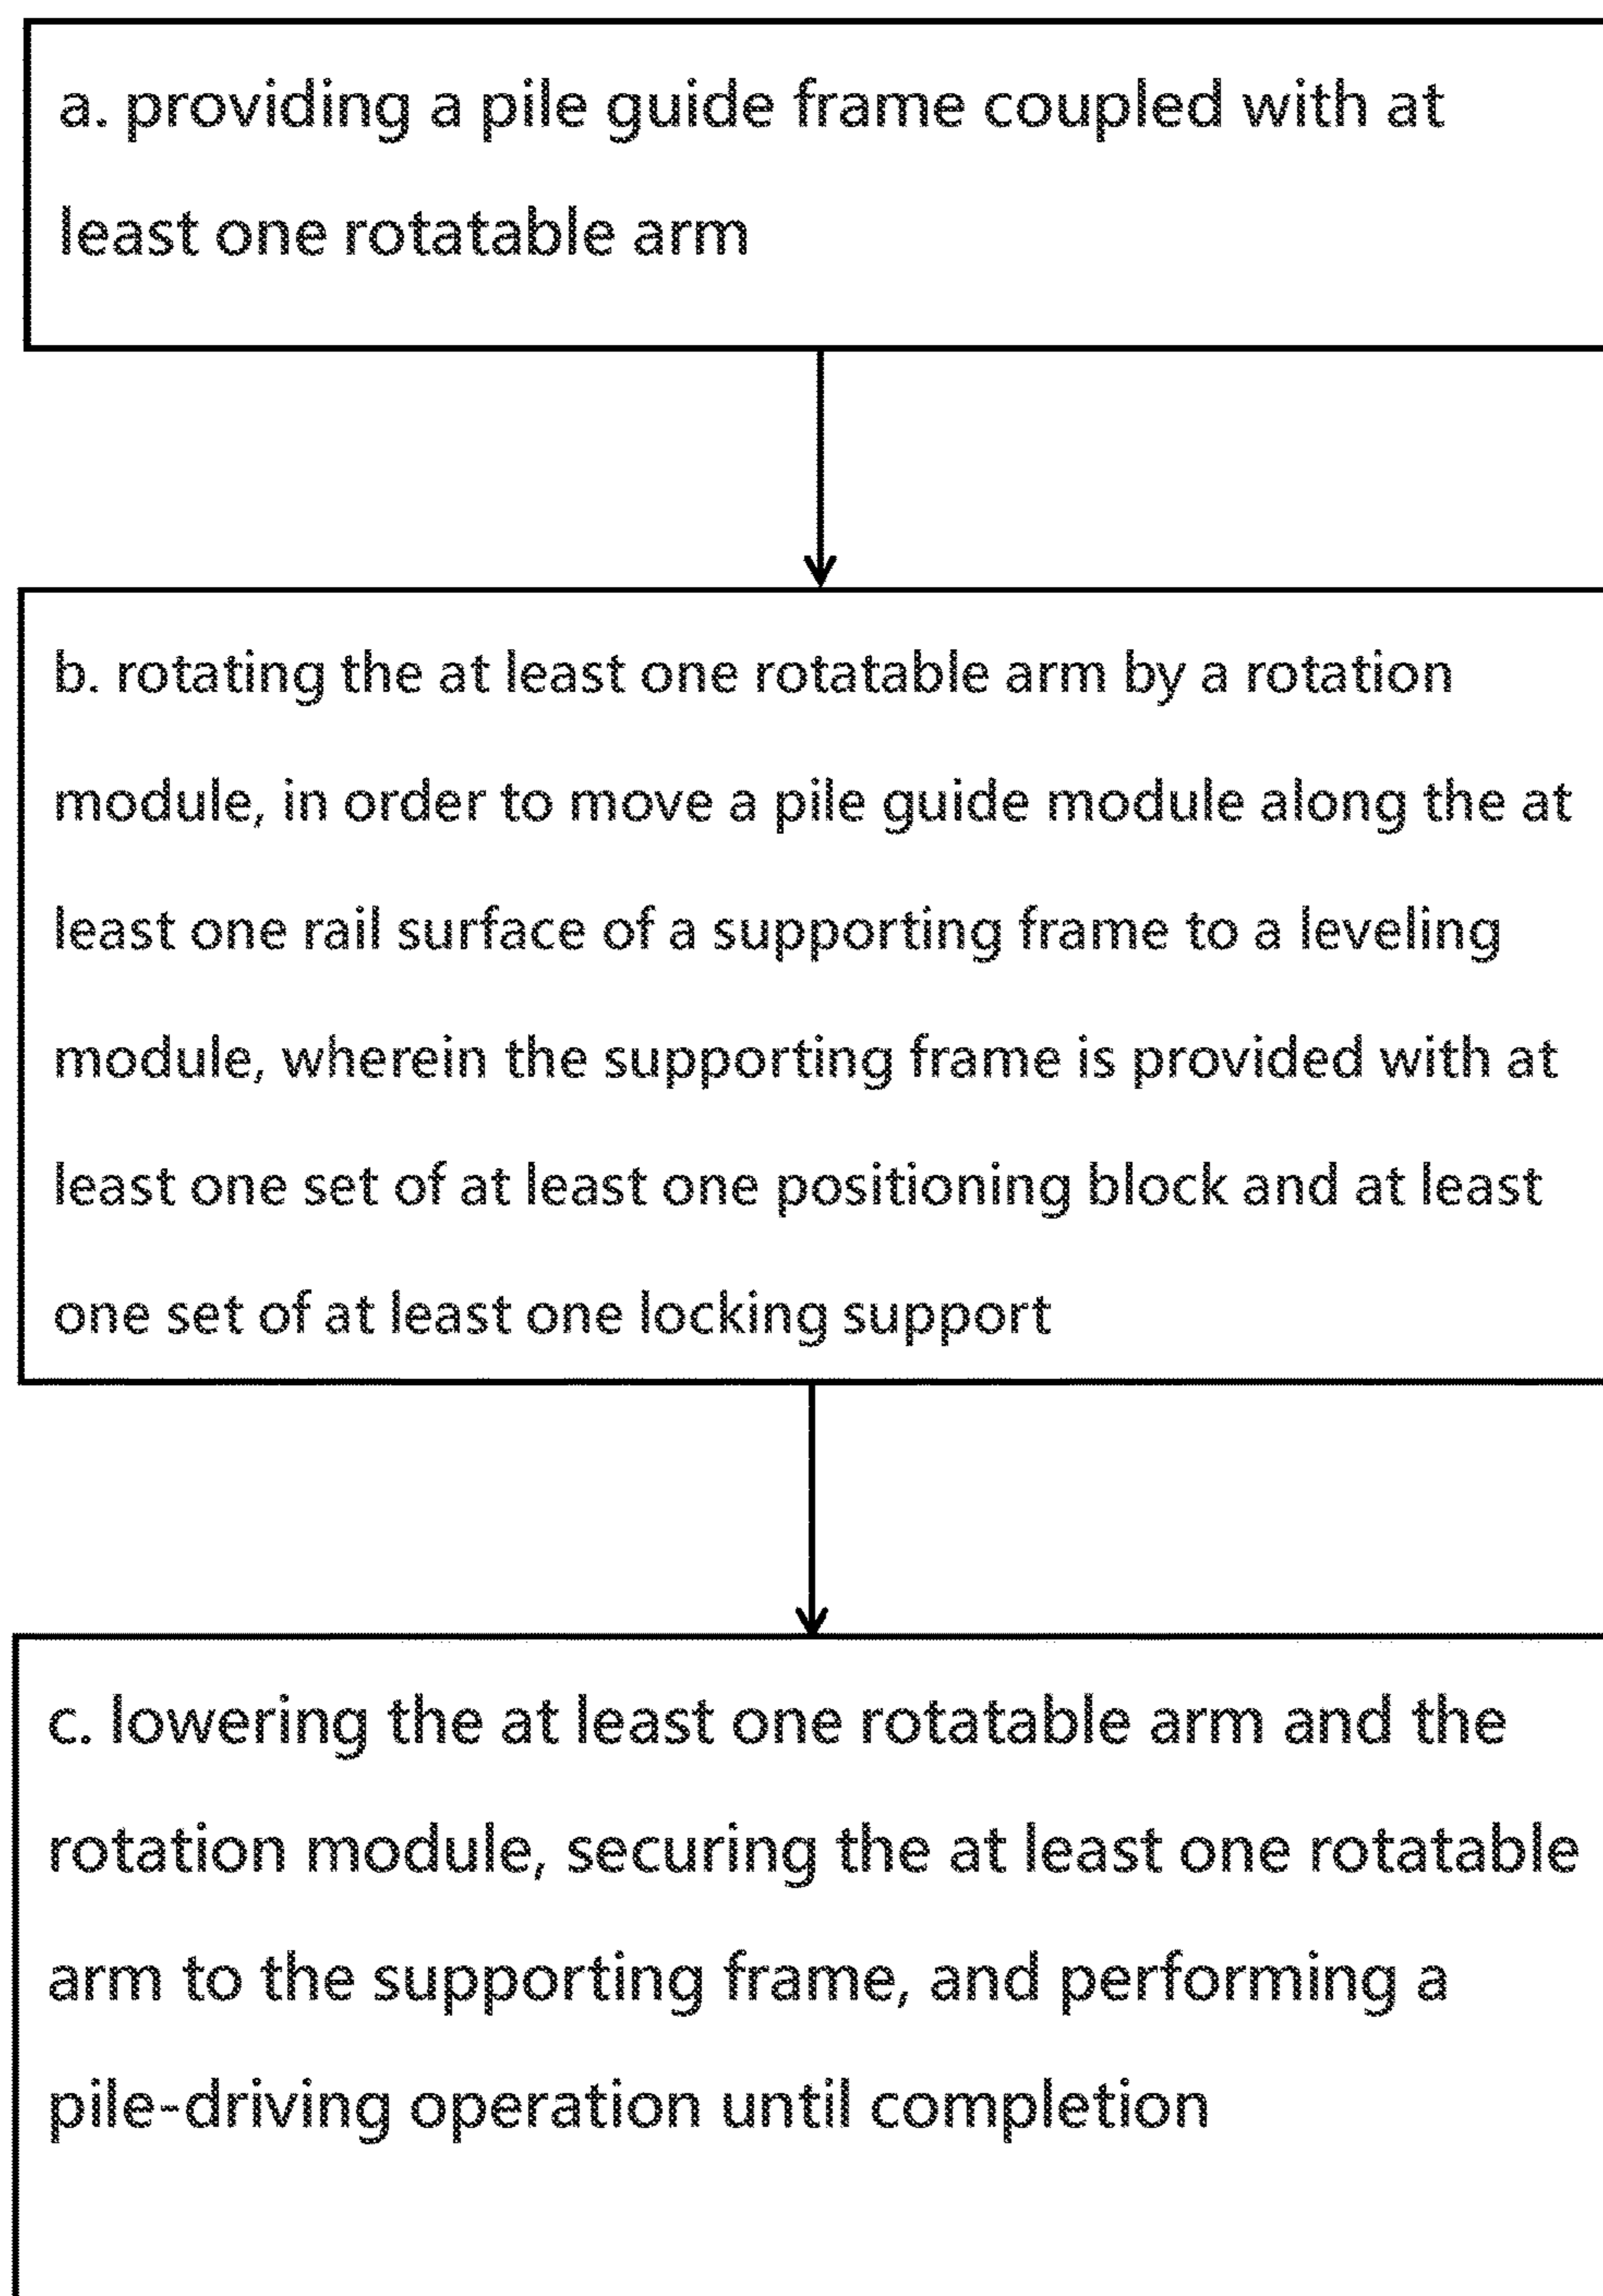 a. providing a pile guide frame coupled with at
least one rotatable arm
b. rotating the at least one rotatable arm by a rotation
module, in order to move a pile guide module along the at
least one rail surface of a supporting frame to a leveling
module, wherein the supporting frame is provided with at
least one set of at least one positioning block and at least
one set of at least one locking support
c. lowering the at least one rotatable arm and the
rotation module, securing the at least one rotatable
arm to the supporting frame, and performing a
pile-driving operation until completion